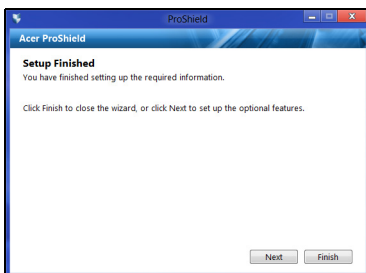 ProShield
Acer ProShield
Setup Finished
You have finished setting up the required information.
Click Finish to close the wizard, or click Next to set up the optional features.
Next Finish